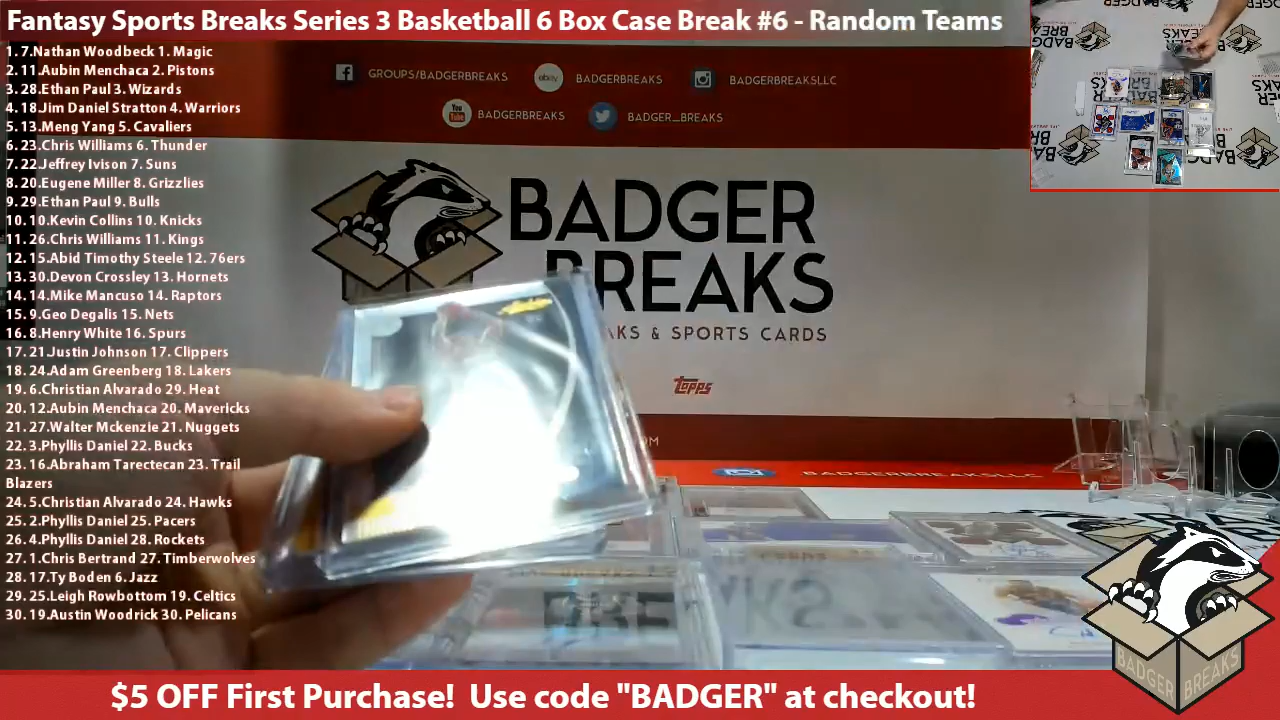 Fantasy Sports Breaks Series 3 Basketball 6 Box Case Break #6 - Random Teams
1. 7.Nathan Woodbeck 1. Magic
2. 11.Aubin Menchaca 2. Pistons
3. 28.Ethan Paul 3. Wizards
4. 18.Jim Daniel Stratton 4. Warriors
5. 13.Meng Yang 5. Cavaliers
6. 23.Chris Williams 6. Thunder
7. 22.Jeffrey Ivison 7. Suns
8. 20.Eugene Miller 8. Grizzlies
9. 29.Ethan Paul 9. Bulls
10. 10.Kevin Collins 10. Knicks
11. 26.Chris Williams 11. Kings
12. 15.Abid Timothy Steele 12. 76ers
13. 30.Devon Crossley 13. Hornets
14. 14.Mike Mancuso 14. Raptors
15. 9.Geo Degalis 15. Nets
16. 8.Henry White 16. Spurs
17. 21.Justin Johnson 17. Clippers
18. 24.Adam Greenberg 18. Lakers
19. 6.Christian Alvarado 29. Heat
20. 12.Aubin Menchaca 20. Mavericks
21. 27.Walter Mckenzie 21. Nuggets
22. 3.Phyllis Daniel 22. Bucks
23. 16.Abraham Tarectecan 23. Trail
Blazers
24. 5.Christian Alvarado 24. Hawks
25. 2.Phyllis Daniel 25. Pacers
26. 4.Phyllis Daniel 28. Rockets
27. 1.Chris Bertrand 27. Timberwolves
28. 17.Ty Boden 6. Jazz
29. 25.Leigh Rowbottom 19. Celtics
30. 19.Austin Woodrick 30. Pelicans
GROUPS/BADGERBREAKS
ebay BADGERBREAKS
BADGERBREAKSLLC
You Tube BADGERBREAKS
BADGER_BREAKS
BADGER
BREAKS
& SPORTS CARDS
Topps
BADGERBREAKSLLC
BADGER BREAKS
$5 OFF First Purchase! Use code "BADGER" at checkout!